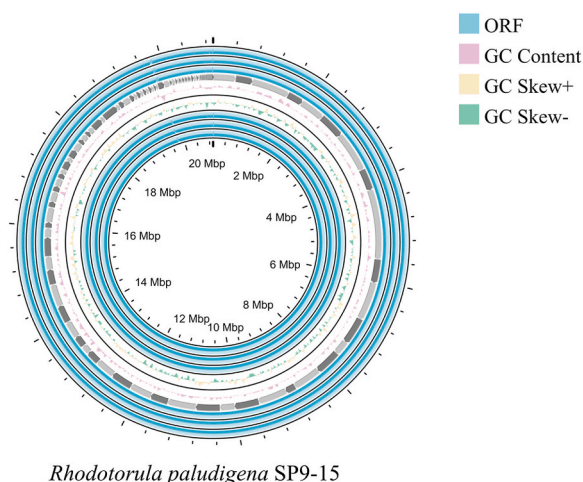 ORF
GC Content
GC Skew+
GC Skew-
20 Mbp
2 Mbp
18 Mbp
4 Mbp
16 Mbp
6 Mbp
14 Mbp
8 Mbp
12 Mbp
10 Mbp
Rhodotorula paludigena SP9-15